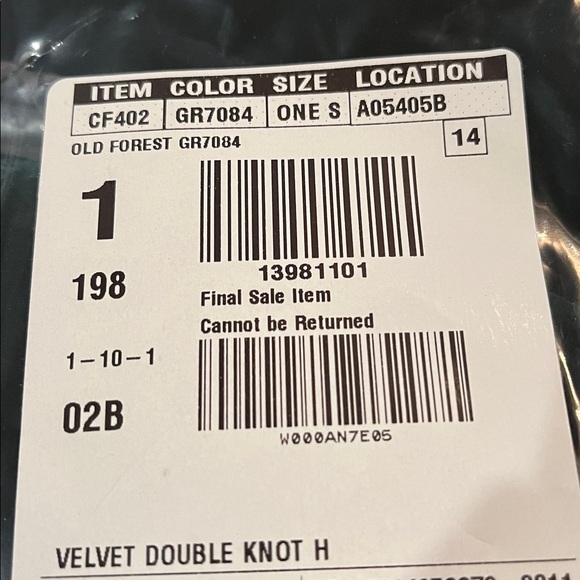 ITEM COLOR SIZE LOCATION
CF402 GR7084 ONE S A05405B
OLD FOREST GR7084 14
1
13981101
198
Final Sale Item
Cannot be Returned
1-10-1
02B
W000AN7E05
VELVET DOUBLE KNOT H